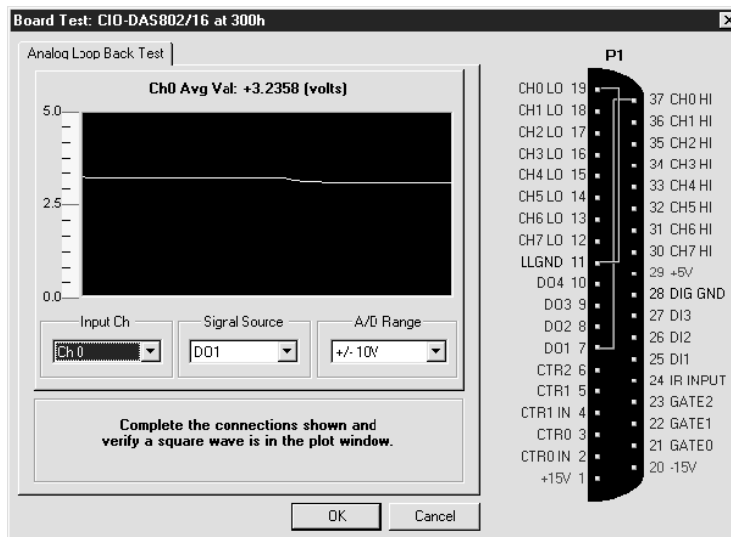 Board Test: CIO-DAS802/16 at 300h
Analog Loop Back Test
Ch0 Avg Val: +3.2358 (volts)
5.0
2.5
0.0
Input Ch
Signal Source
A/D Range
Ch 0
DO1
+/- 10V
Complete the connections shown and
verify a square wave is in the plot window.
OK
Cancel
P1
CH0 LO 19
CH1 LO 18
CH2 LO 17
CH3 LO 16
CH4 LO 15
CH5 LO 14
CH6 LO 13
CH7 LO 12
LLGND 11
DO4 10
DO3 9
DO2 8
DO1 7
CTR2 6
CTR1 5
CTR1 IN 4
CTR0 3
CTR0 IN 2
+15V 1
37 CH0 HI
36 CH1 HI
35 CH2 HI
34 CH3 HI
33 CH4 HI
32 CH5 HI
31 CH6 HI
30 CH7 HI
29 +5V
28 DIG GND
27 DI3
26 DI2
25 DI1
24 IR INPUT
23 GATE2
22 GATE1
21 GATE0
20 -15V